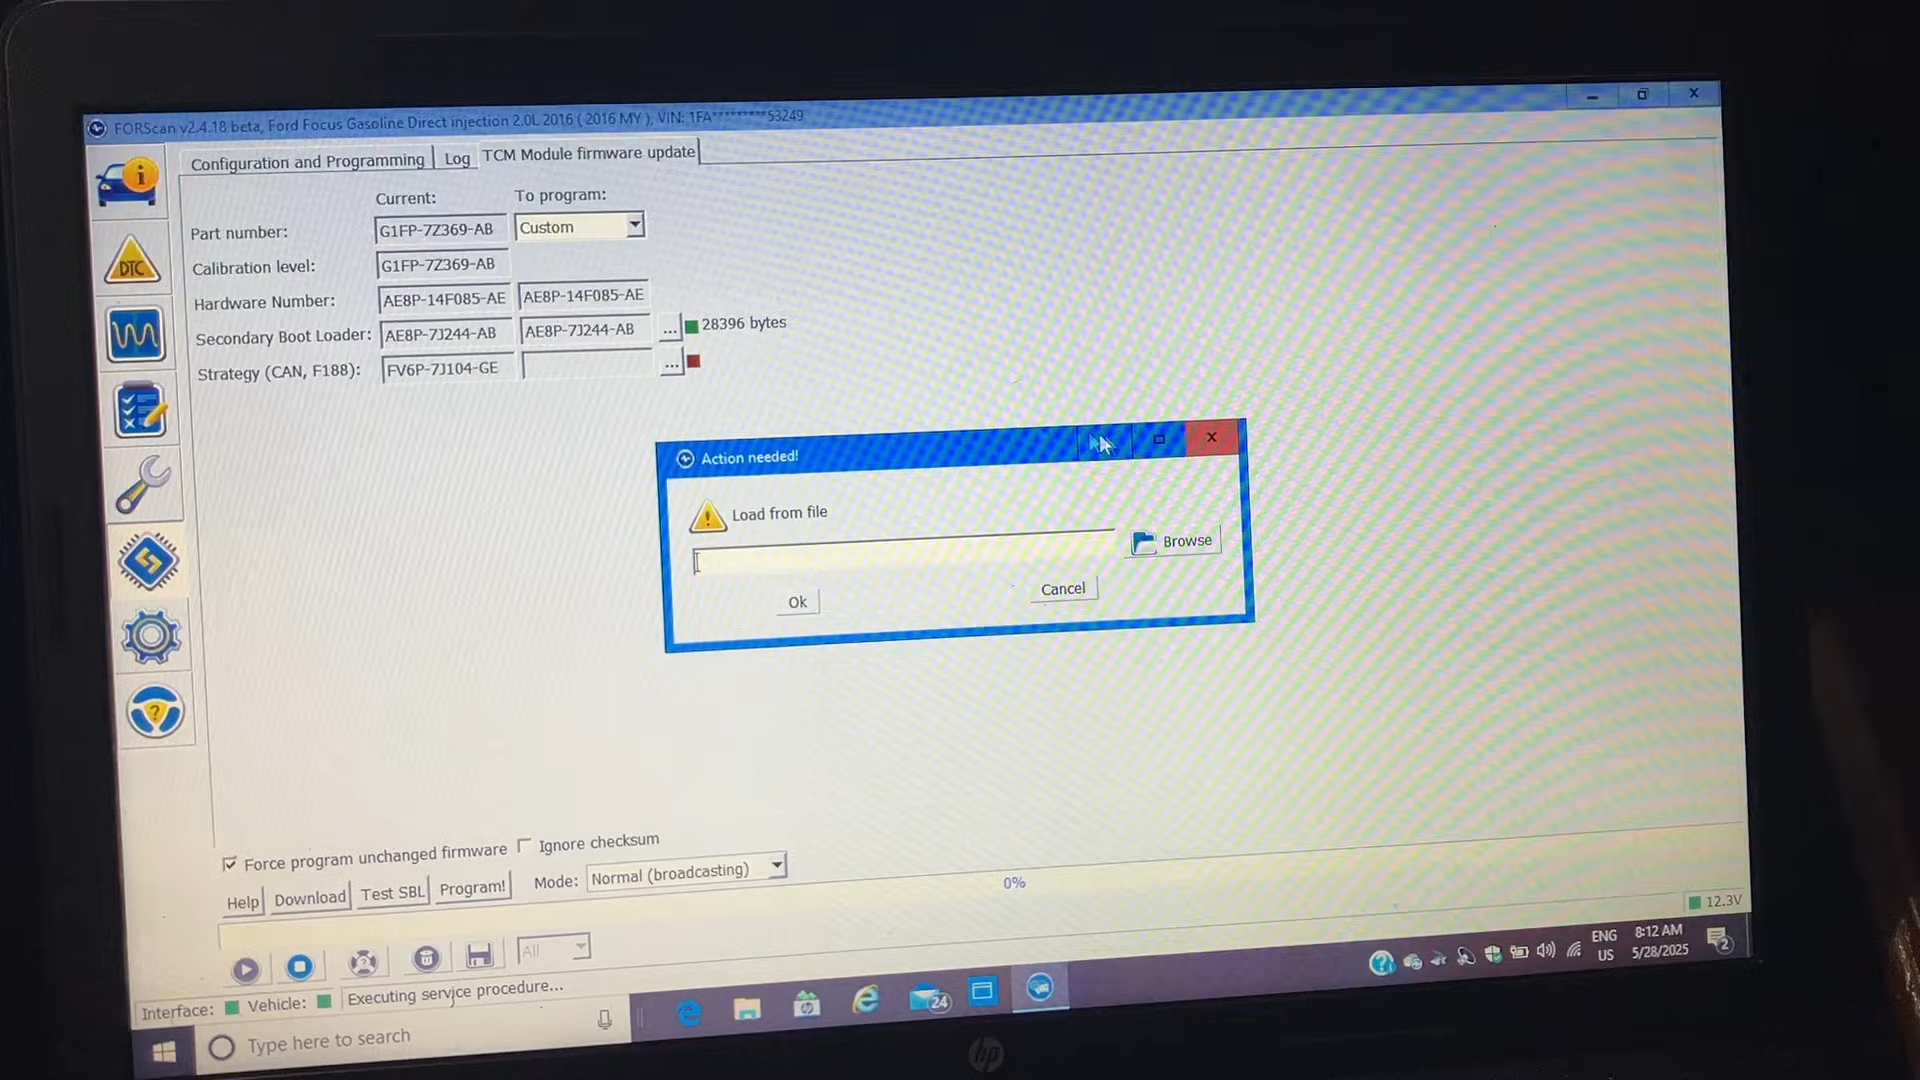 FORScan v2.4.18 beta, Ford Focus Gasoline Direct injection 2.0L 2016 ( 2016 MY ), VIN: 1FA*********53249
Configuration and Programming Log TCM Module firmware update
Current: To program:
Part number: G1FP-7Z369-AB Custom
Calibration level: G1FP-7Z369-AB
Hardware Number: AE8P-14F085-AE AE8P-14F085-AE
Secondary Boot Loader: AE8P-7J244-AB AE8P-7J244-AB ... 28396 bytes
Strategy (CAN, F188): FV6P-7J104-GE ...
DTC
Action needed!
Load from file
Browse
Ok Cancel
Force program unchanged firmware Ignore checksum
Help Download Test SBL Program! Mode: Normal (broadcasting) 0%
12.3V
All
Interface: Vehicle: Executing service procedure...
Type here to search
24
ENG
US
8:12 AM
5/28/2025
2
hp